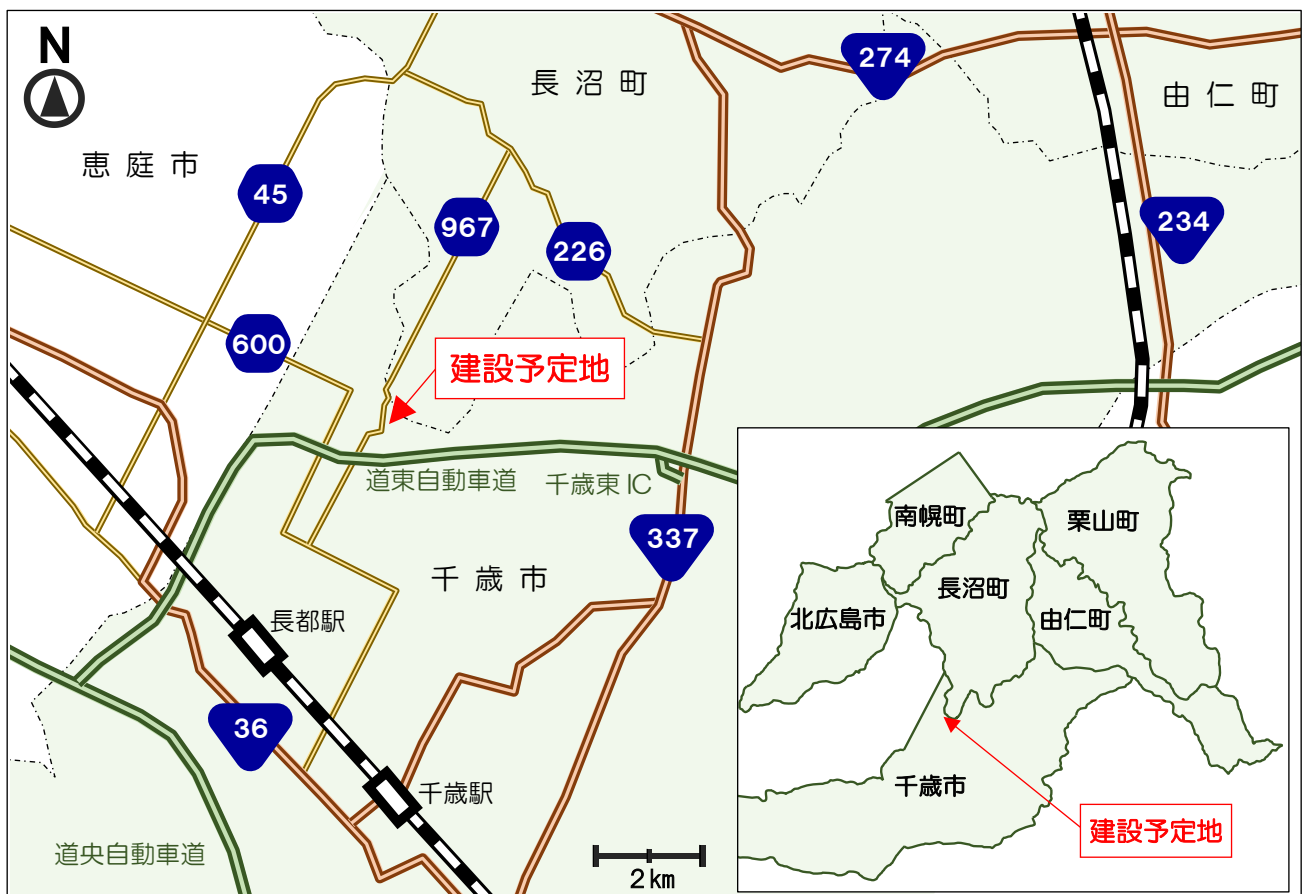 N
274
長沼町
由仁町
恵庭市
45
967
226
234
600
建設予定地
道東自動車道
千歳東IC
337
千歳市
長都駅
36
千歳駅
道央自動車道
2km
南幌町
栗山町
長沼町
北広島市
由仁町
千歳市
建設予定地